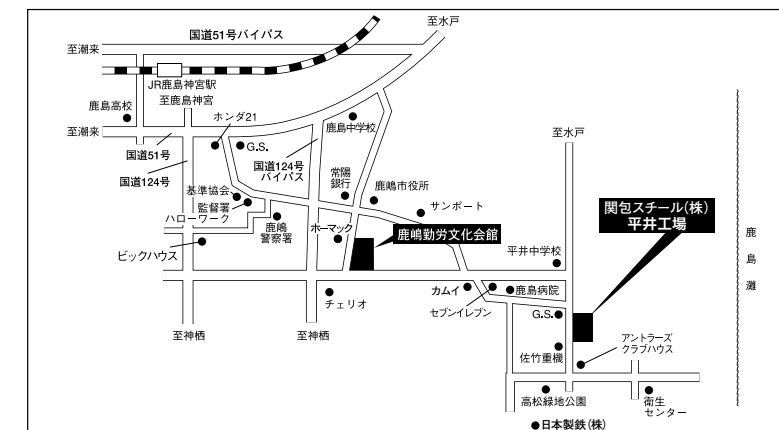 国道51号バイパス
至水戸
至潮来
JR鹿島神宮駅
至鹿島神宮
鹿島高校
ホンダ21
至潮来
鹿島中学校
至水戸
国道51号
G.S.
国道124号
国道124号
バイパス
常陽
銀行
鹿嶋市役所
基準協会
監督署
ハローワーク
サンポート
関包スチール(株)
平井工場
鹿島灘
鹿嶋
警察署
ホーマック
鹿嶋勤労文化会館
ビックハウス
平井中学校
チェリオ
カムイ
セブンイレブン
鹿島病院
G.S.
至神栖
至神栖
佐竹重機
アントラーズ
クラブハウス
高松緑地公園
衛生
センター
日本製鉄(株)